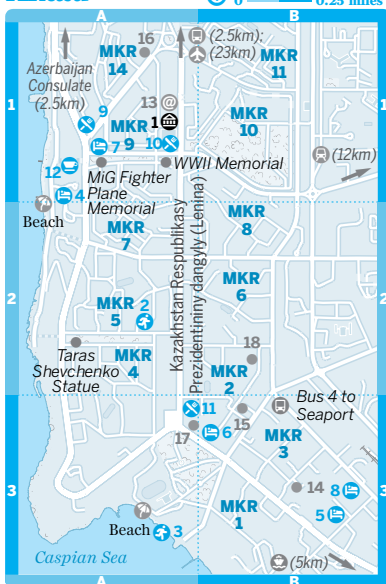 0 0.25 miles
A B
16
(2.5km);
(23km)
MKR
14
MKR
11
Azerbaijan
Consulate
(2.5km)
1
1
13
9
1
MKR
9
MKR
10
7
10
(12km)
WWII Memorial
12
MiG Fighter
Plane
Memorial
4
Beach
MKR
7
MKR
8
Kazakhstan Respublikasy
Prezidentininy dangyly (Lenina)
MKR
6
2
2
MKR
5
2
18
Taras
Shevchenko
Statue
MKR
4
MKR
2
Bus 4 to
Seaport
11
15
17
6
MKR
3
3
3
14
8
MKR
1
5
Beach
3
Caspian Sea
(5km)
A B